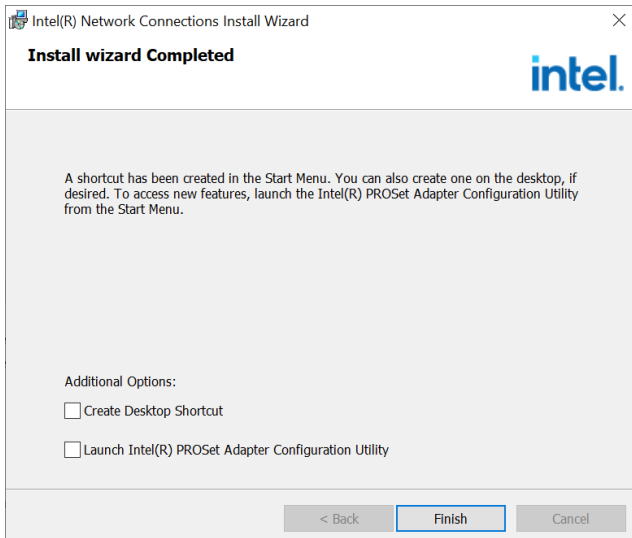 Intel(R) Network Connections Install Wizard
Install wizard Completed
intel.
A shortcut has been created in the Start Menu. You can also create one on the desktop, if
desired. To access new features, launch the Intel(R) PROSet Adapter Configuration Utility
from the Start Menu.
Additional Options:
Create Desktop Shortcut
Launch Intel(R) PROSet Adapter Configuration Utility
< Back
Finish
Cancel